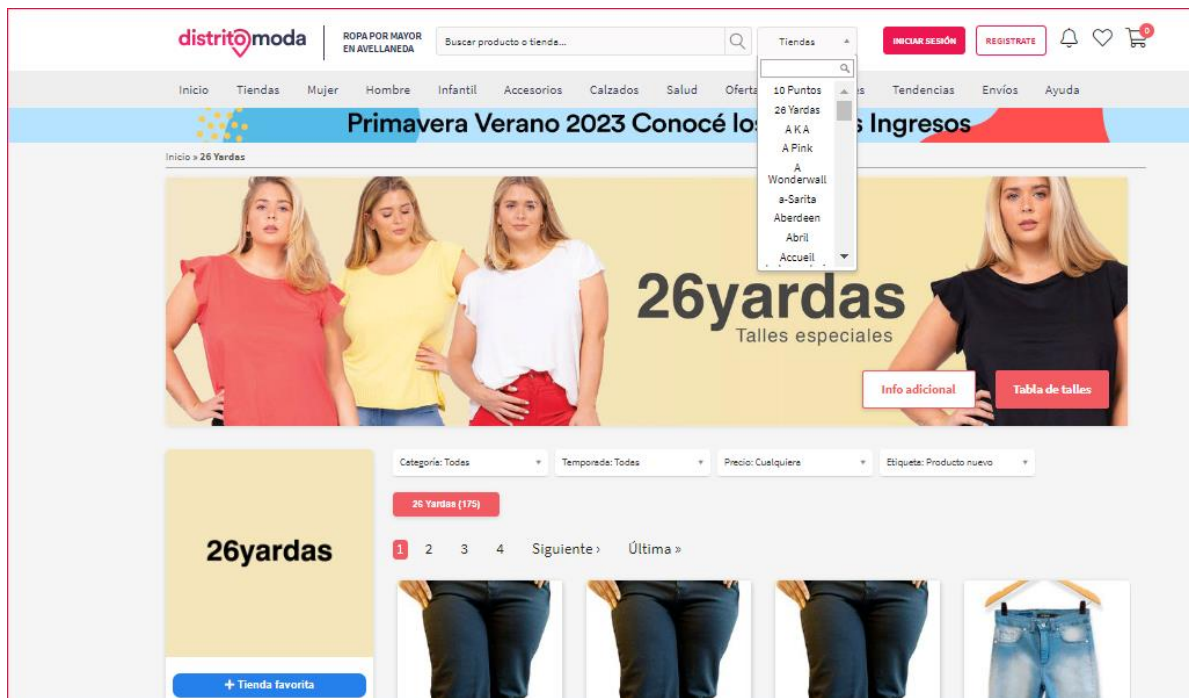 distritomoda
ROPA POR MAYOR
EN AVELLANEDA
Buscar producto o tienda...
Tiendas
INICIAR SESIÓN
REGISTRATE
0
Inicio Tiendas Mujer Hombre Infantil Accesorios Calzados Salud Tendencias Envíos Ayuda
10 Puntos
26 Yardas
A K A
A Pink
A
Wonderwall
a-Sarita
Aberdeen
Abril
Accueil
Primavera Verano 2023 Conocé Ingresos
Inicio » 26 Yardas
26yardas
Talles especiales
Info adicional
Tabla de talles
Categoría: Todas
Temporada: Todas
Precio: Cualquiera
Etiqueta: Producto nuevo
26 Yardas (175)
26yardas
1 2 3 4 Siguiente › Última »
+ Tienda favorita